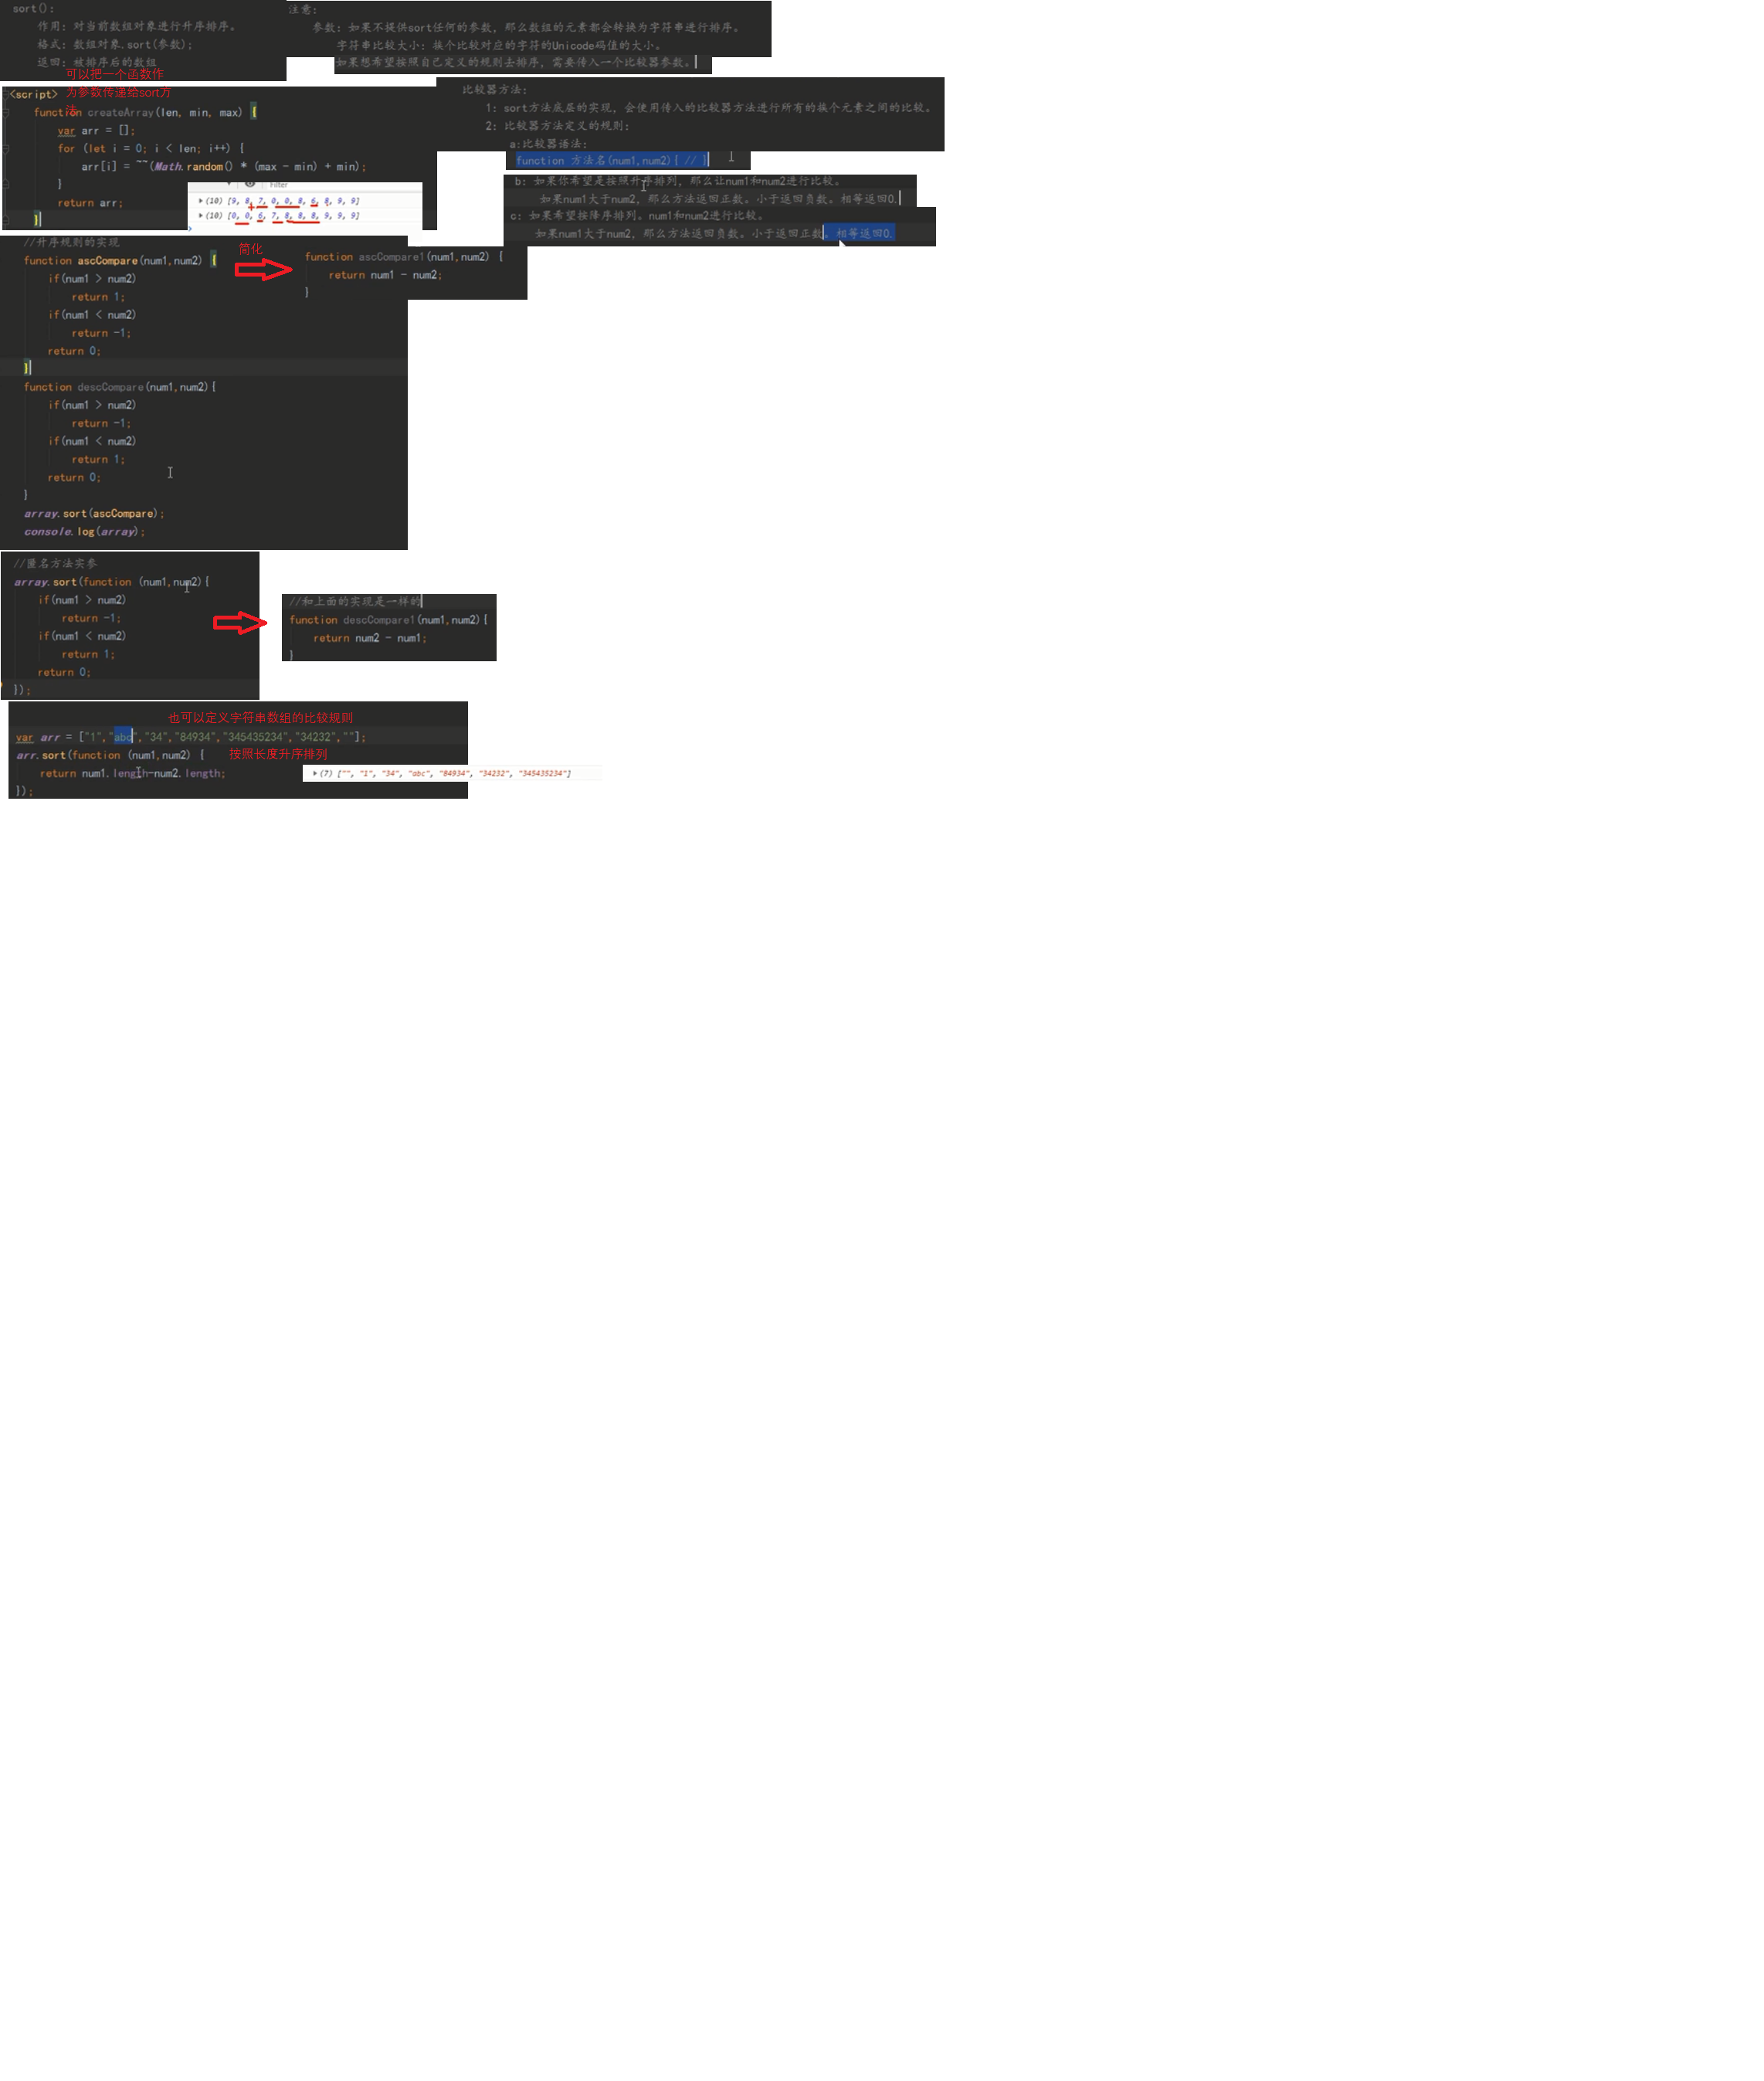 sort():
作用: 对当前数组对象进行升序排序。
格式: 数组对象.sort(参数);
返回: 被排序后的数组
注意:
参数: 如果不提供sort任何的参数, 那么数组的元素都会转换为字符串进行排序。
字符串比较大小: 挨个比较对应的字符的Unicode码值的大小。
如果想希望按照自己定义的规则去排序, 需要传入一个比较器参数。
可以把一个函数作
为参数传递给sort方
法
比较器方法:
1: sort方法底层的实现, 会使用传入的比较器方法进行所有的挨个元素之间的比较。
2: 比较器方法定义的规则:
a:比较器语法:
function 方法名(num1,num2){ // }
b: 如果你希望是按照升序排列, 那么让num1和num2进行比较。
如果num1大于num2, 那么方法返回正数。小于返回负数。相等返回0.
c: 如果希望按降序排列。num1和num2进行比较。
如果num1大于num2, 那么方法返回负数。小于返回正数。相等返回0.
<script>
function createArray(len, min, max) {
var arr = [];
for (let i = 0; i < len; i++) {
arr[i] = ~~(Math.random() * (max - min) + min);
}
return arr;
}
Filter
(10) [9, 8, 7, 0, 0, 8, 6, 8, 9, 9]
(10) [0, 0, 6, 7, 8, 8, 8, 9, 9, 9]
//升序规则的实现
function ascCompare(num1,num2) {
if(num1 > num2)
return 1;
if(num1 < num2)
return -1;
return 0;
}
简化
function ascCompare1(num1,num2) {
return num1 - num2;
}
function descCompare(num1,num2){
if(num1 > num2)
return -1;
if(num1 < num2)
return 1;
return 0;
}
array.sort(ascCompare);
console.log(array);
//匿名方法实参
array.sort(function (num1,num2){
if(num1 > num2)
return -1;
if(num1 < num2)
return 1;
return 0;
});
//和上面的实现是一样的
function descCompare1(num1,num2){
return num2 - num1;
}
也可以定义字符串数组的比较规则
var arr = ["1","abc","34","84934","345435234","34232",""];
arr.sort(function (num1,num2) {
按照长度升序排列
return num1.length-num2.length;
});
(7) ["", "1", "34", "abc", "84934", "34232", "345435234"]